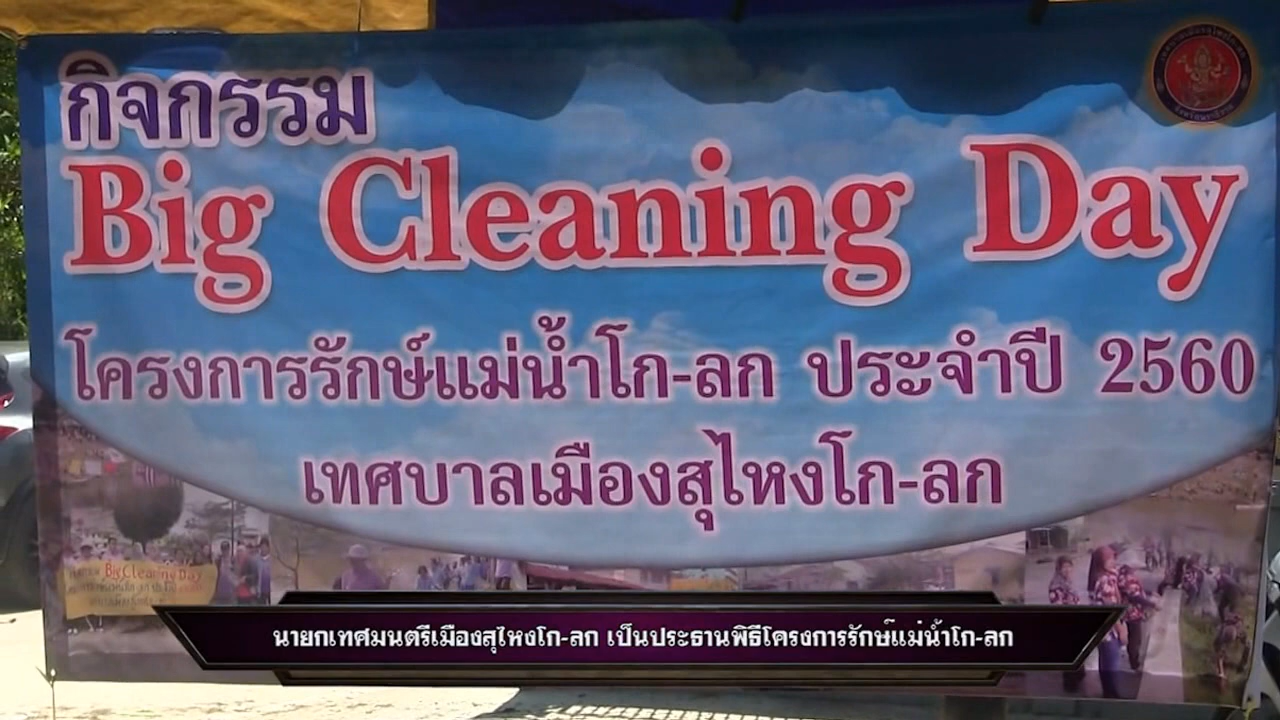 กิจกรรม
Big Cleaning Day
โครงการรักษ์แม่น้ำโก-ลก ประจำปี 2560
เทศบาลเมืองสุไหงโก-ลก
Big Cleaning Day
นายกเทศมนตรีเมืองสุไหงโก-ลก เป็นประธานพิธีโครงการรักษ์แม่น้ำโก-ลก